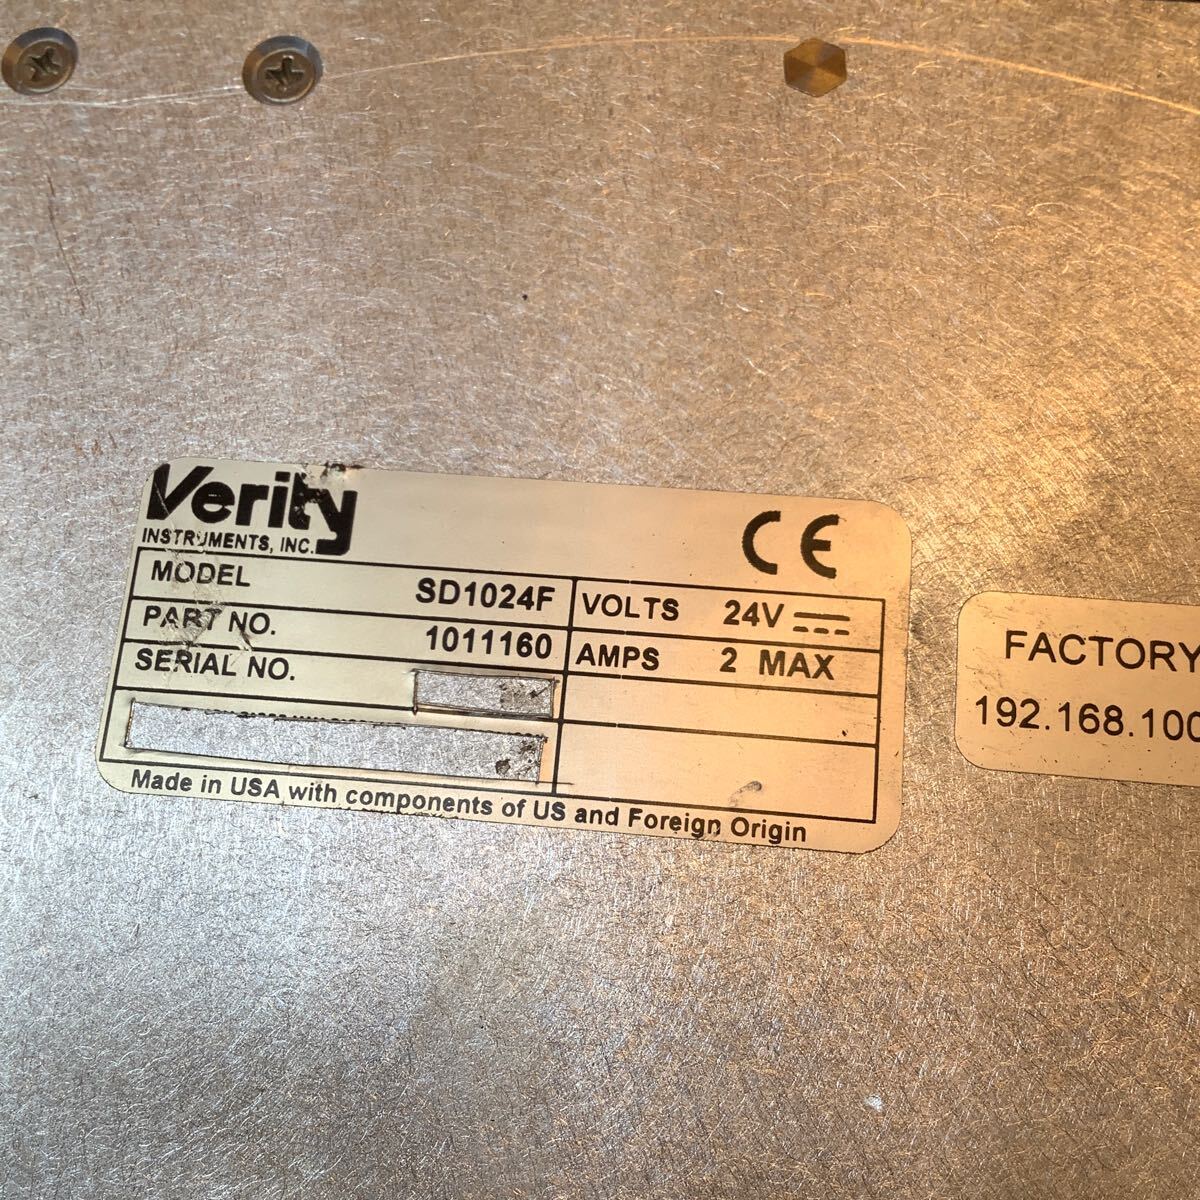 Verity
INSTRUMENTS, INC.
CE
MODEL SD1024F
VOLTS 24V
PART NO. 1011160
AMPS 2 MAX
SERIAL NO.
Made in USA with components of US and Foreign Origin
FACTORY
192.168.100